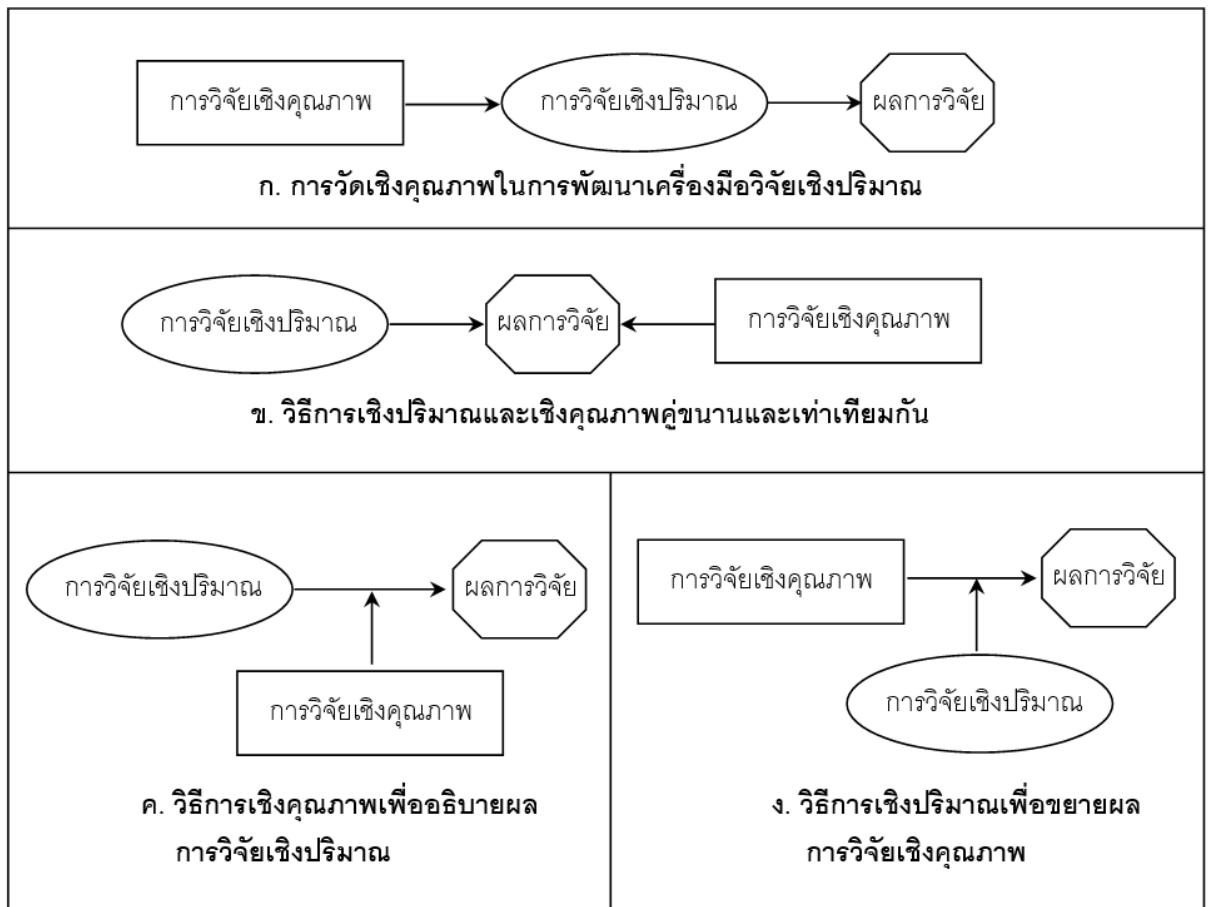 การวิจัยเชิงคุณภาพ
การวิจัยเชิงปริมาณ
ผลการวิจัย
ก. การวัดเชิงคุณภาพในการพัฒนาเครื่องมือวิจัยเชิงปริมาณ
การวิจัยเชิงปริมาณ
ผลการวิจัย
การวิจัยเชิงคุณภาพ
ข. วิธีการเชิงปริมาณและเชิงคุณภาพคู่ขนานและเท่าเทียมกัน
การวิจัยเชิงปริมาณ
ผลการวิจัย
การวิจัยเชิงคุณภาพ
ค. วิธีการเชิงคุณภาพเพื่ออธิบายผล
การวิจัยเชิงปริมาณ
การวิจัยเชิงคุณภาพ
ผลการวิจัย
การวิจัยเชิงปริมาณ
ง. วิธีการเชิงปริมาณเพื่อขยายผล
การวิจัยเชิงคุณภาพ